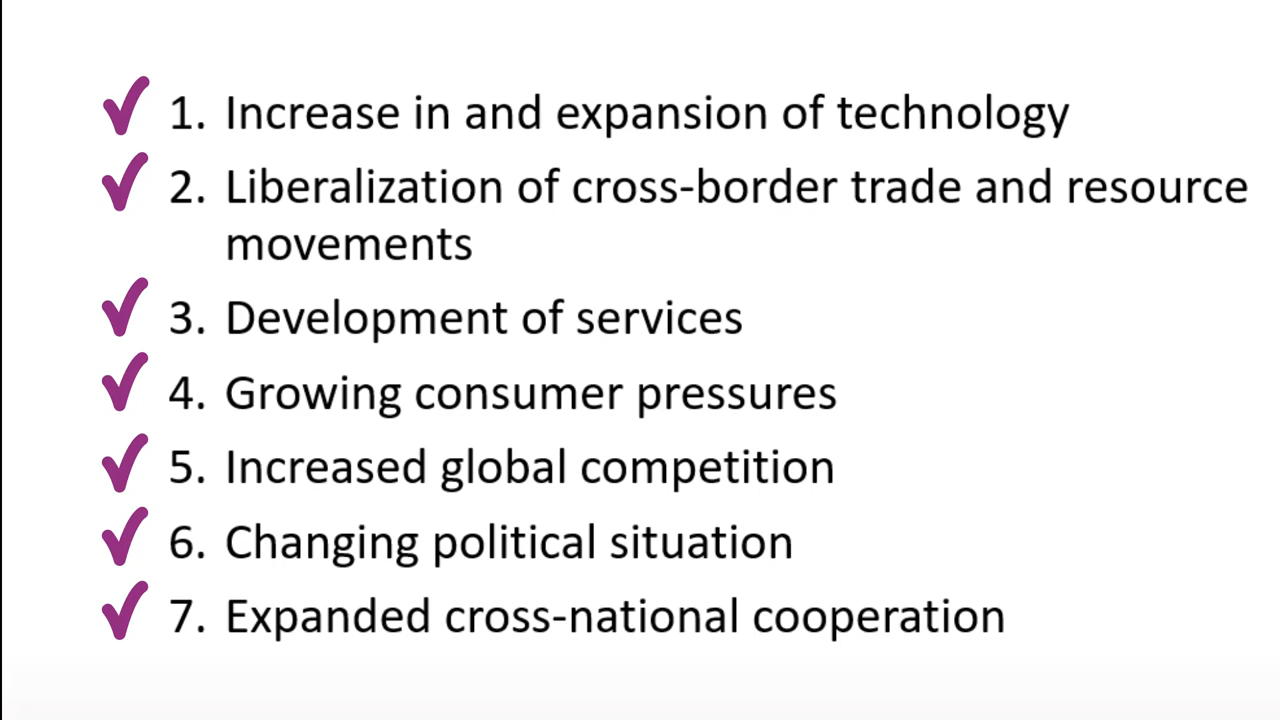 1. Increase in and expansion of technology
2. Liberalization of cross-border trade and resource
movements
3. Development of services
4. Growing consumer pressures
5. Increased global competition
6. Changing political situation
7. Expanded cross-national cooperation